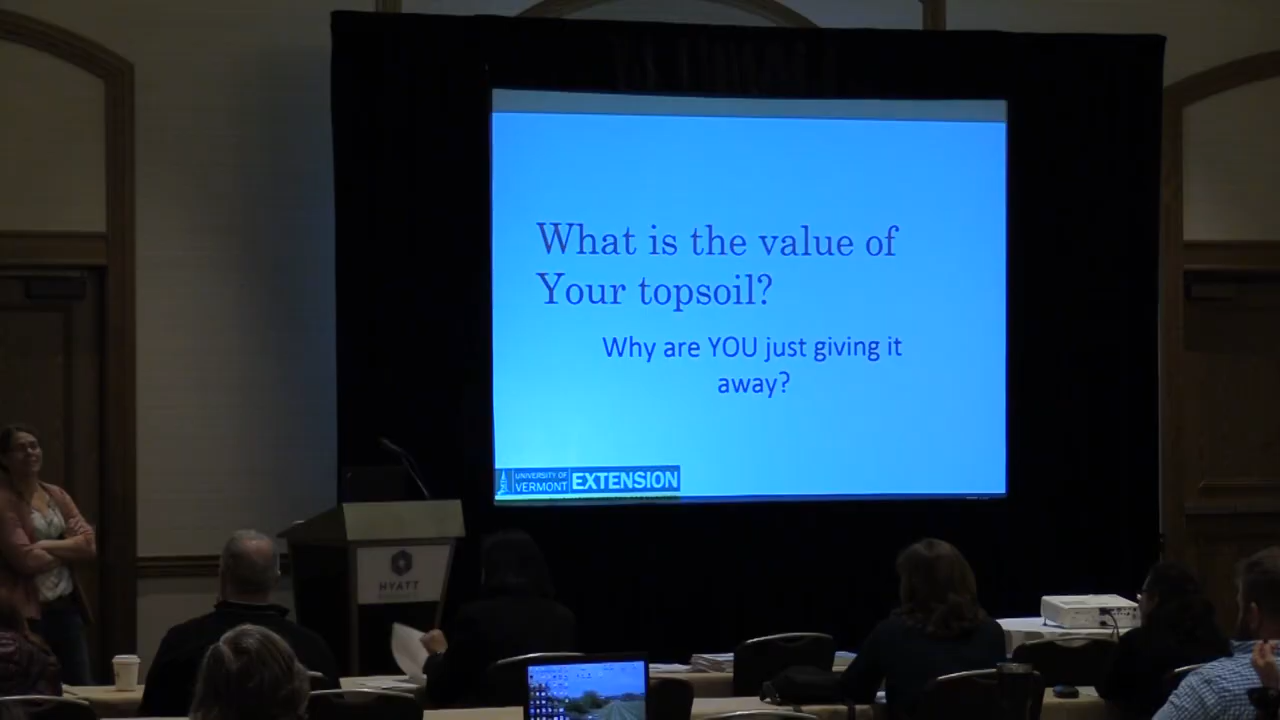 What is the value of
Your topsoil?
Why are YOU just giving it
away?
UNIVERSITY OF
VERMONT
EXTENSION
HYATT